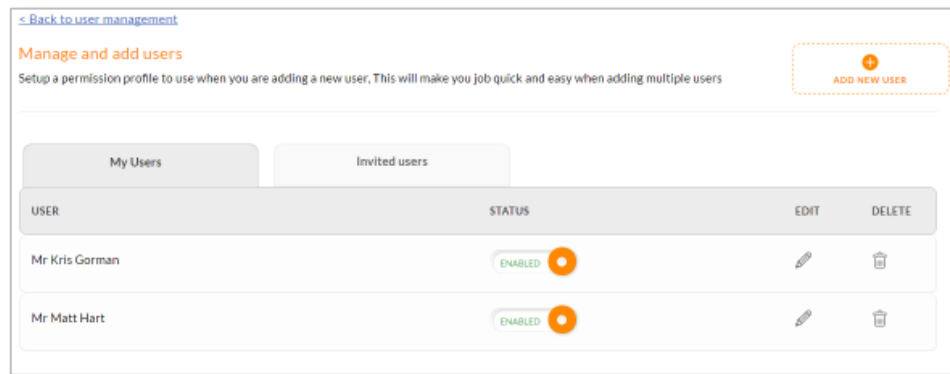 < Back to user management
Manage and add users
Setup a permission profile to use when you are adding a new user, This will make you job quick and easy when adding multiple users
ADD NEW USER
My Users
Invited users
USER STATUS EDIT DELETE
Mr Kris Gorman ENABLED
Mr Matt Hart ENABLED